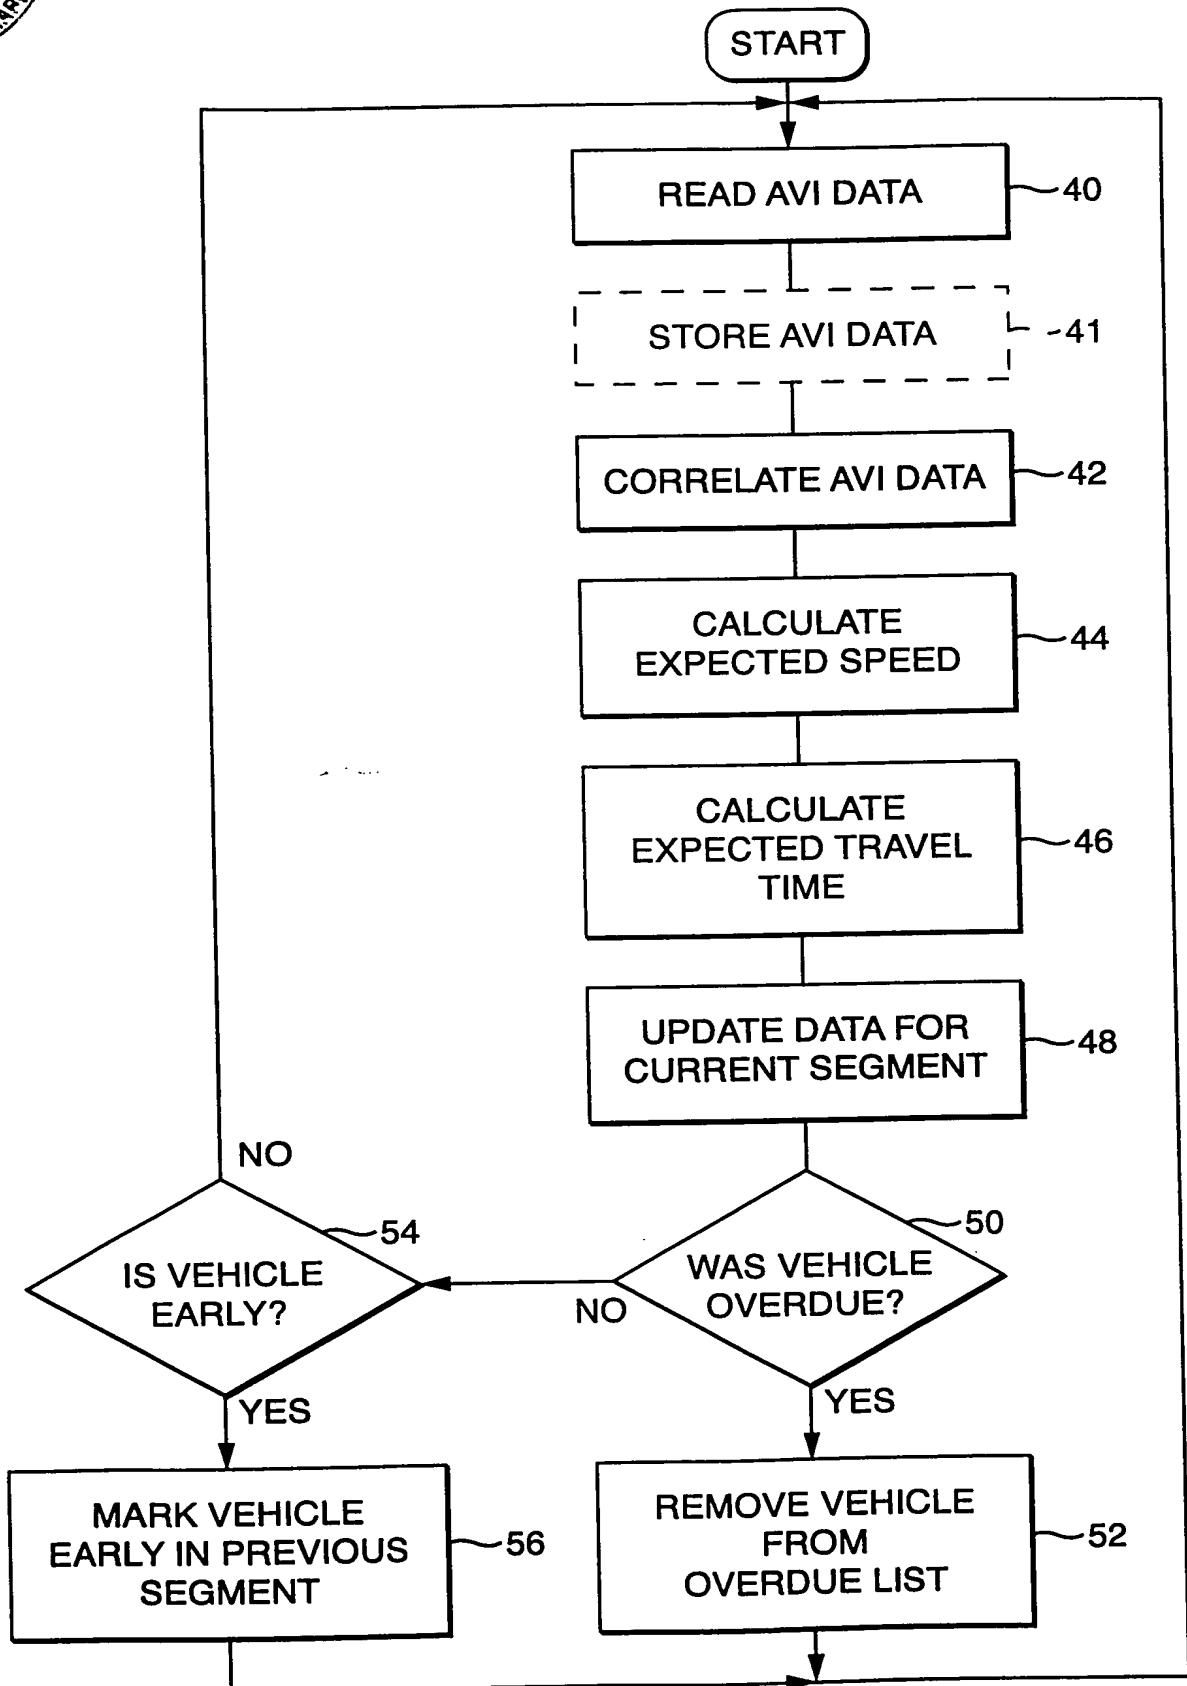 START
READ AVI DATA
40
STORE AVI DATA
41
CORRELATE AVI DATA
42
CALCULATE
EXPECTED SPEED
44
CALCULATE
EXPECTED TRAVEL
TIME
46
UPDATE DATA FOR
CURRENT SEGMENT
48
WAS VEHICLE
OVERDUE?
50
NO
YES
IS VEHICLE
EARLY?
54
NO
YES
MARK VEHICLE
EARLY IN PREVIOUS
SEGMENT
56
REMOVE VEHICLE
FROM
OVERDUE LIST
52